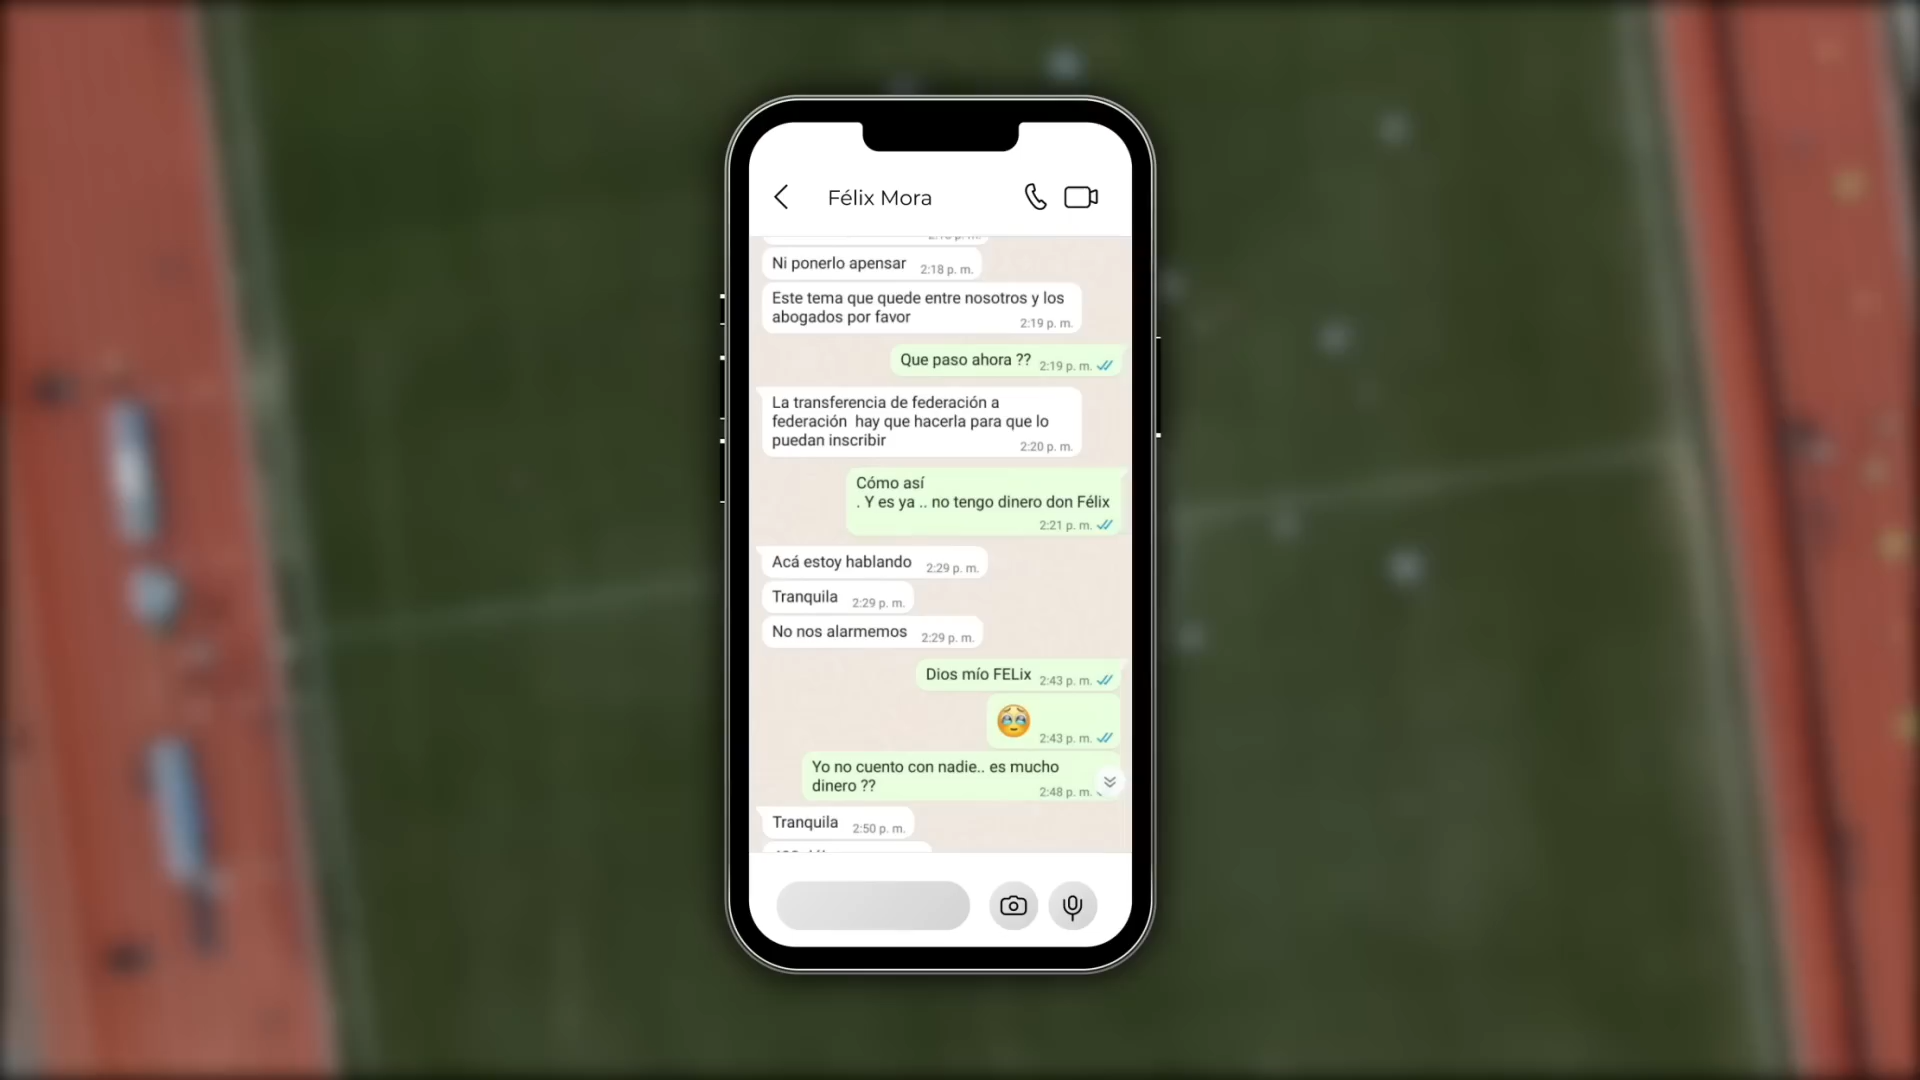 Félix Mora
Ni ponerlo apensar 2:18 p. m.
Este tema que quede entre nosotros y los
abogados por favor 2:19 p. m.
Que paso ahora ?? 2:19 p. m.
La transferencia de federación a
federación hay que hacerla para que lo
puedan inscribir 2:20 p. m.
Cómo así
. Y es ya .. no tengo dinero don Félix
2:21 p. m.
Acá estoy hablando 2:29 p. m.
Tranquila 2:29 p. m.
No nos alarmemos 2:29 p. m.
Dios mío FELix 2:43 p. m.
2:43 p. m.
Yo no cuento con nadie.. es mucho
dinero ?? 2:48 p. m.
Tranquila 2:50 p. m.